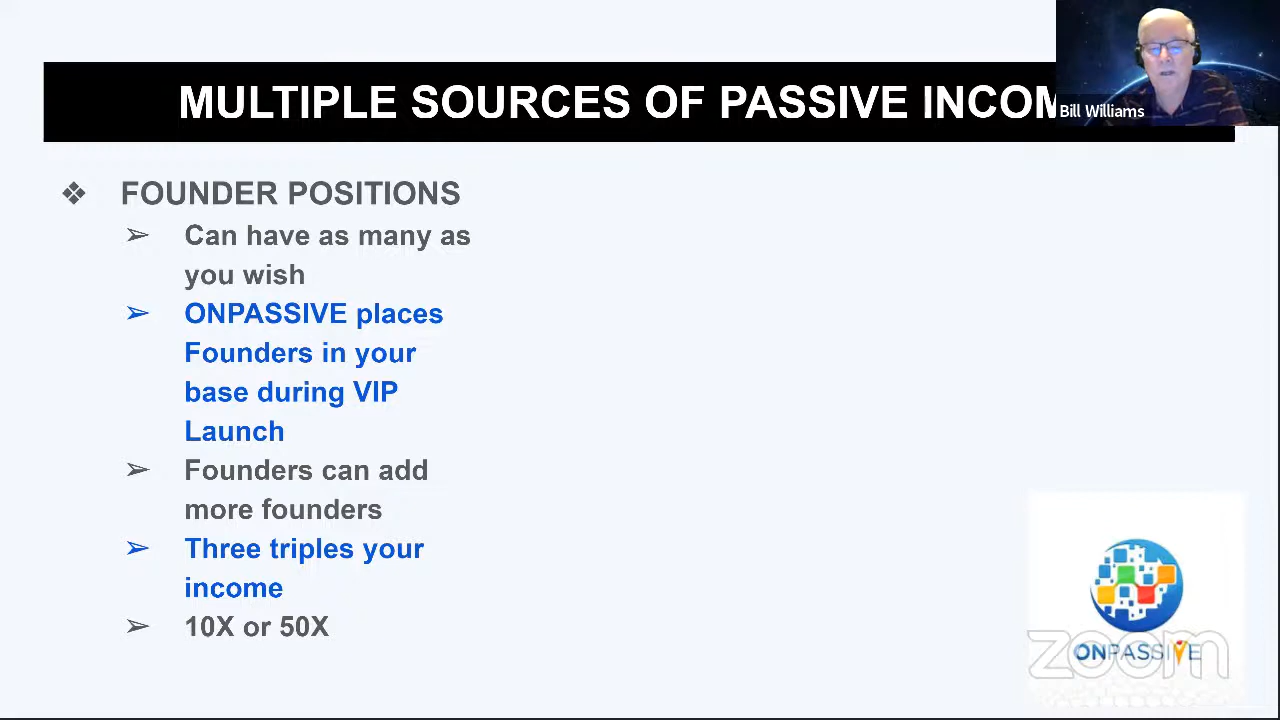 MULTIPLE SOURCES OF PASSIVE INCOM
Bill Williams
❖ FOUNDER POSITIONS
➢ Can have as many as
you wish
➢ ONPASSIVE places
Founders in your
base during VIP
Launch
➢ Founders can add
more founders
➢ Three triples your
income
➢ 10X or 50X
ONPASSIVE
zoom